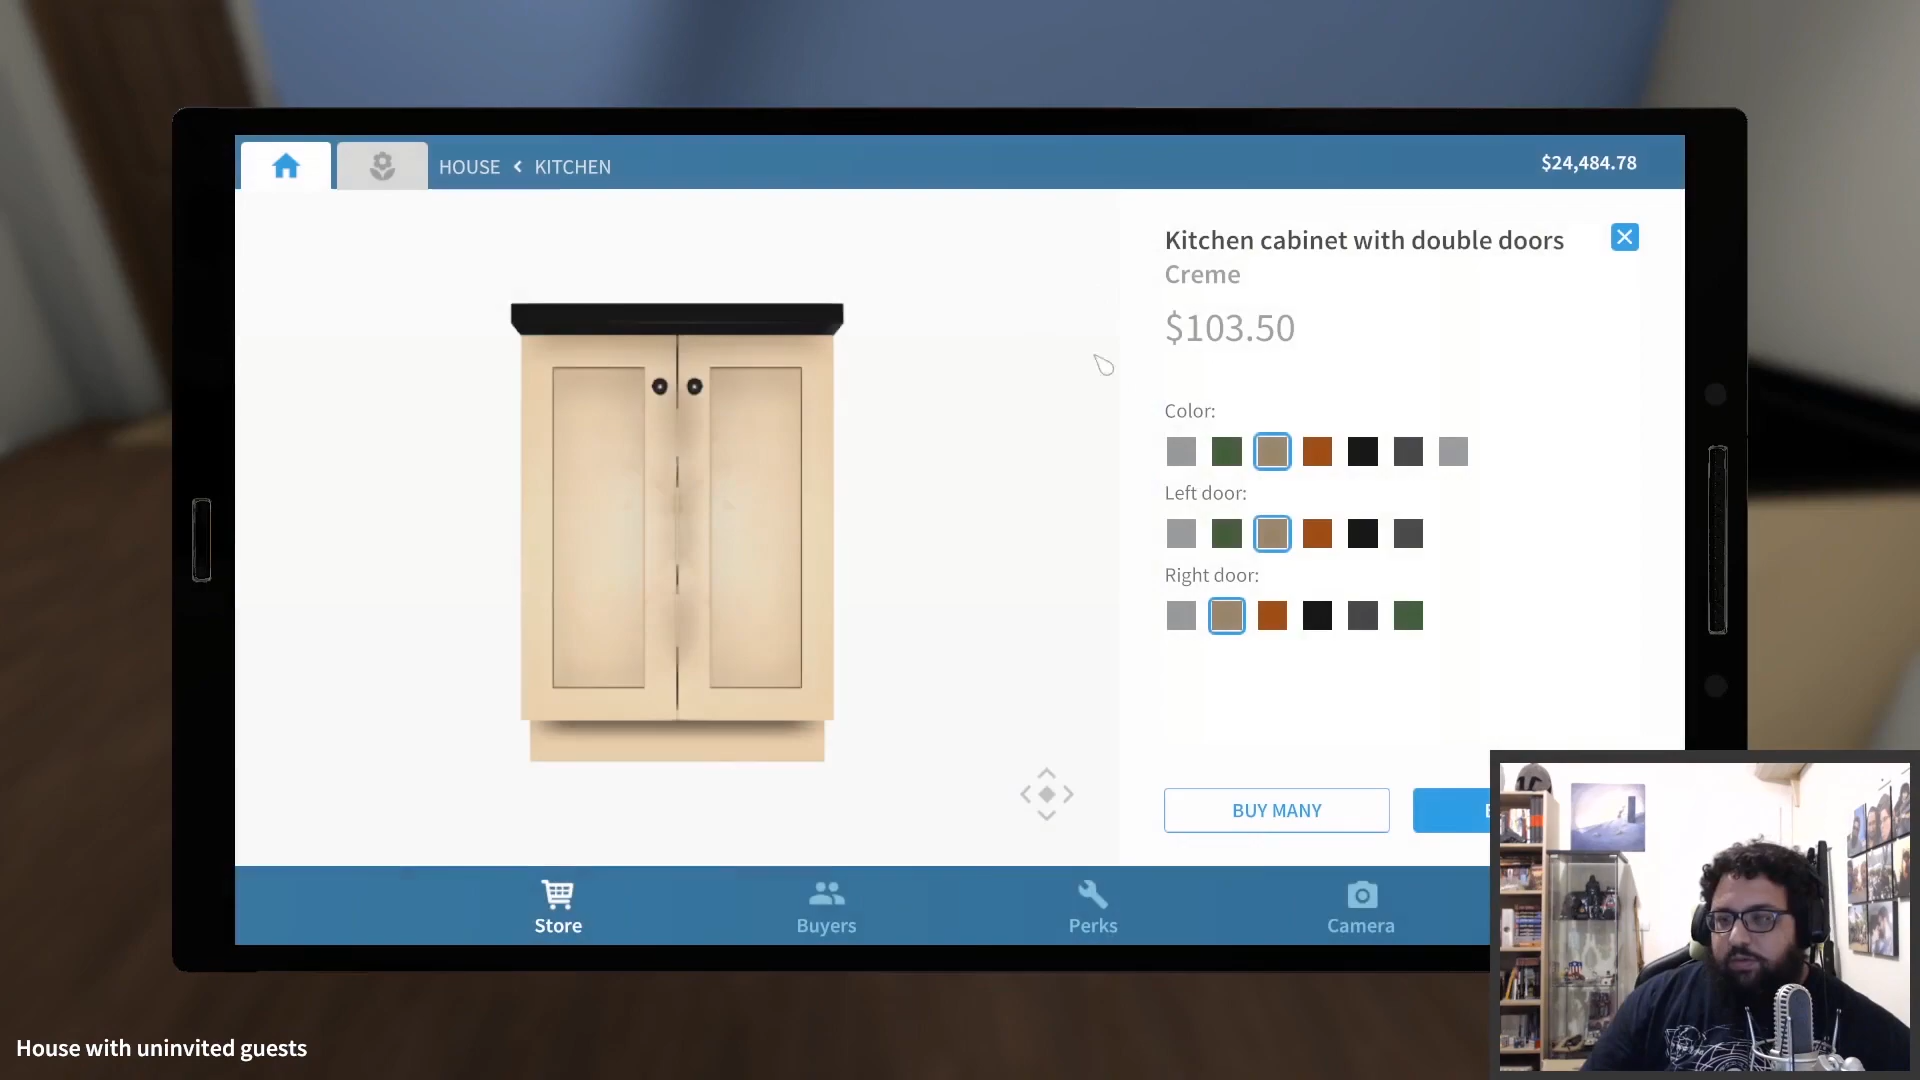 HOUSE < KITCHEN
$24,484.78
Kitchen cabinet with double doors
Creme
$103.50
Color:
Left door:
Right door:
BUY MANY
Store
Buyers
Perks
Camera
House with uninvited guests